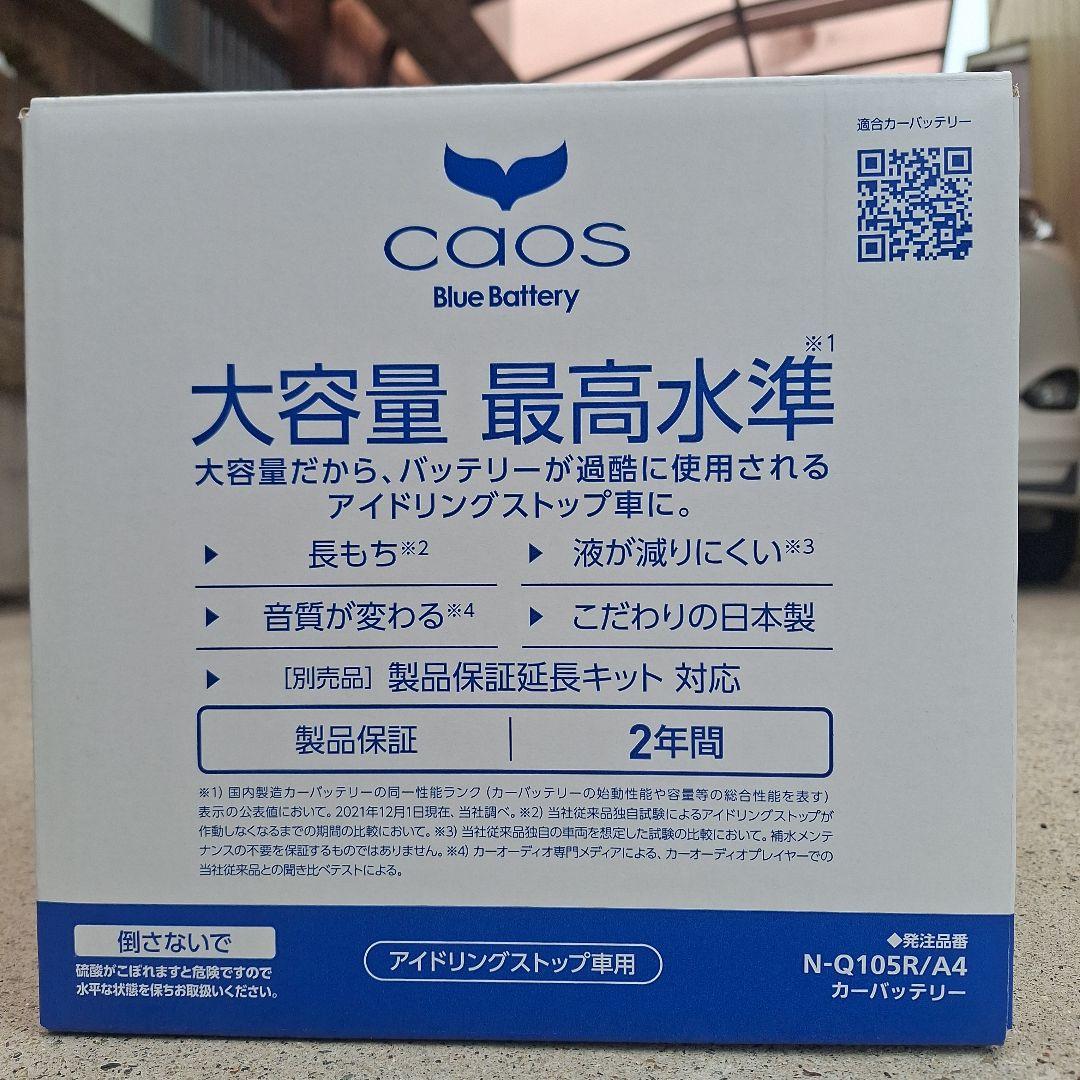 適合カーバッテリー
caos
Blue Battery
大容量 最高水準※1
大容量だから、バッテリーが過酷に使用される
アイドリングストップ車に。
▶ 長もち※2 ▶ 液が減りにくい※3
▶ 音質が変わる※4 ▶ こだわりの日本製
▶ [別売品] 製品保証延長キット 対応
製品保証 2年間
※1) 国内製造カーバッテリーの同一性能ランク (カーバッテリーの始動性能や容量等の総合性能を表す)
表示の公表値において。2021年12月1日現在、当社調べ。※2) 当社従来品独自試験によるアイドリングストップが
作動しなくなるまでの期間の比較において。※3) 当社従来品独自の車両を想定した試験の比較において。補水メンテ
ナンスの不要を保証するものではありません。※4) カーオーディオ専門メディアによる、カーオーディオプレイヤーでの
当社従来品との聞き比べテストによる。
倒さないで
硫酸がこぼれますと危険ですので
水平な状態を保ちお取扱いください。
アイドリングストップ車用
◆発注品番
N-Q105R/A4
カーバッテリー